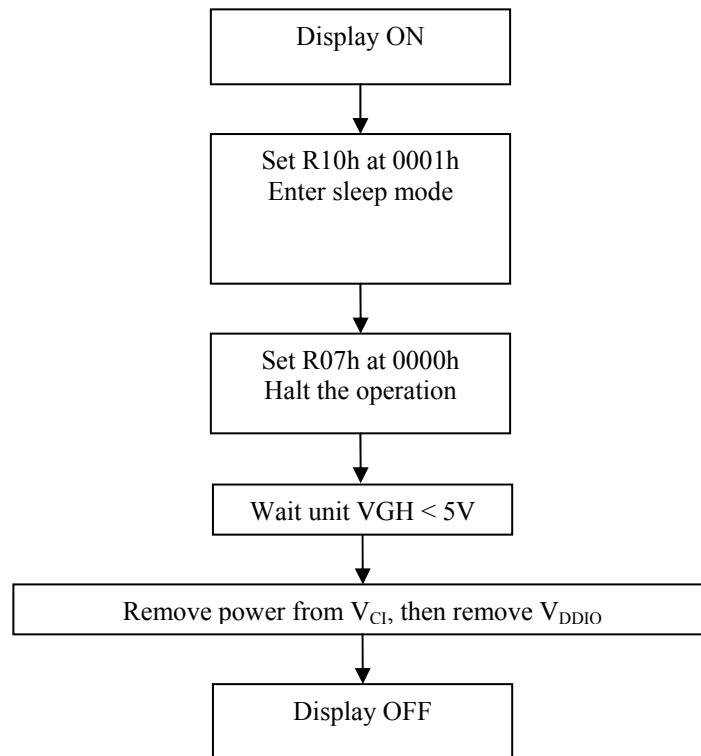 Display ON
Set R10h at 0001h
Enter sleep mode
Set R07h at 0000h
Halt the operation
Wait unit VGH < 5V
Remove power from VCI, then remove VDDIO
Display OFF